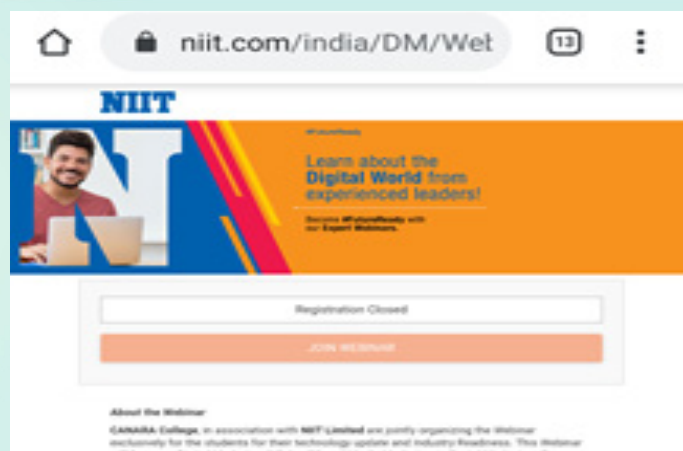 niit.com/india/DM/Wet
13
NIIT
#FutureReady
Learn about the
Digital World from
experienced leaders!
Become #FutureReady with
our Expert Webinars.
Registration Closed
JOIN WEBINAR
About the Webinar
CANARA College, in association with NIIT Limited are jointly organizing the Webinar
exclusively for the students for their technology update and Industry Readiness. This Webinar